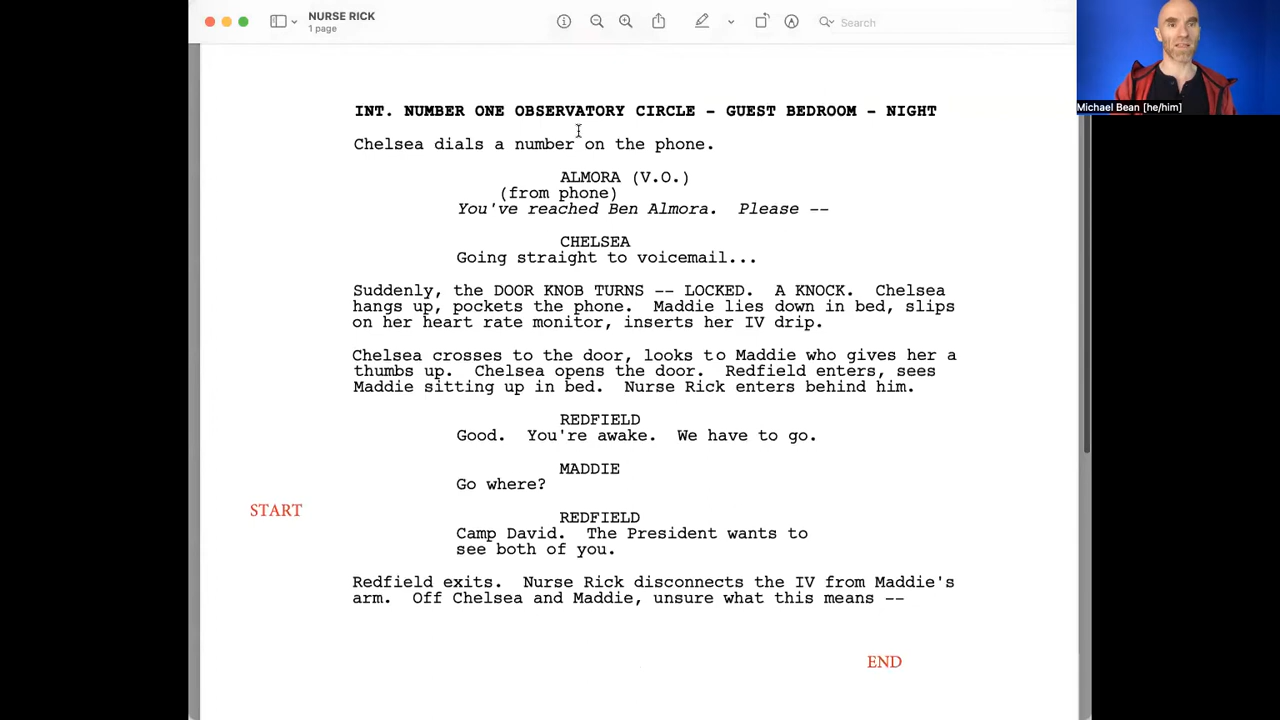 NURSE RICK
1 page
Search
Michael Bean [he/him]
INT. NUMBER ONE OBSERVATORY CIRCLE – GUEST BEDROOM – NIGHT
Chelsea dials a number on the phone.
ALMORA (V.O.)
(from phone)
You've reached Ben Almora.  Please --
CHELSEA
Going straight to voicemail...
Suddenly, the DOOR KNOB TURNS -- LOCKED.  A KNOCK.  Chelsea
hangs up, pockets the phone.  Maddie lies down in bed, slips
on her heart rate monitor, inserts her IV drip.
Chelsea crosses to the door, looks to Maddie who gives her a
thumbs up.  Chelsea opens the door.  Redfield enters, sees
Maddie sitting up in bed.  Nurse Rick enters behind him.
REDFIELD
Good.  You're awake.  We have to go.
MADDIE
Go where?
START
REDFIELD
Camp David.  The President wants to
see both of you.
Redfield exits.  Nurse Rick disconnects the IV from Maddie's
arm.  Off Chelsea and Maddie, unsure what this means --
END